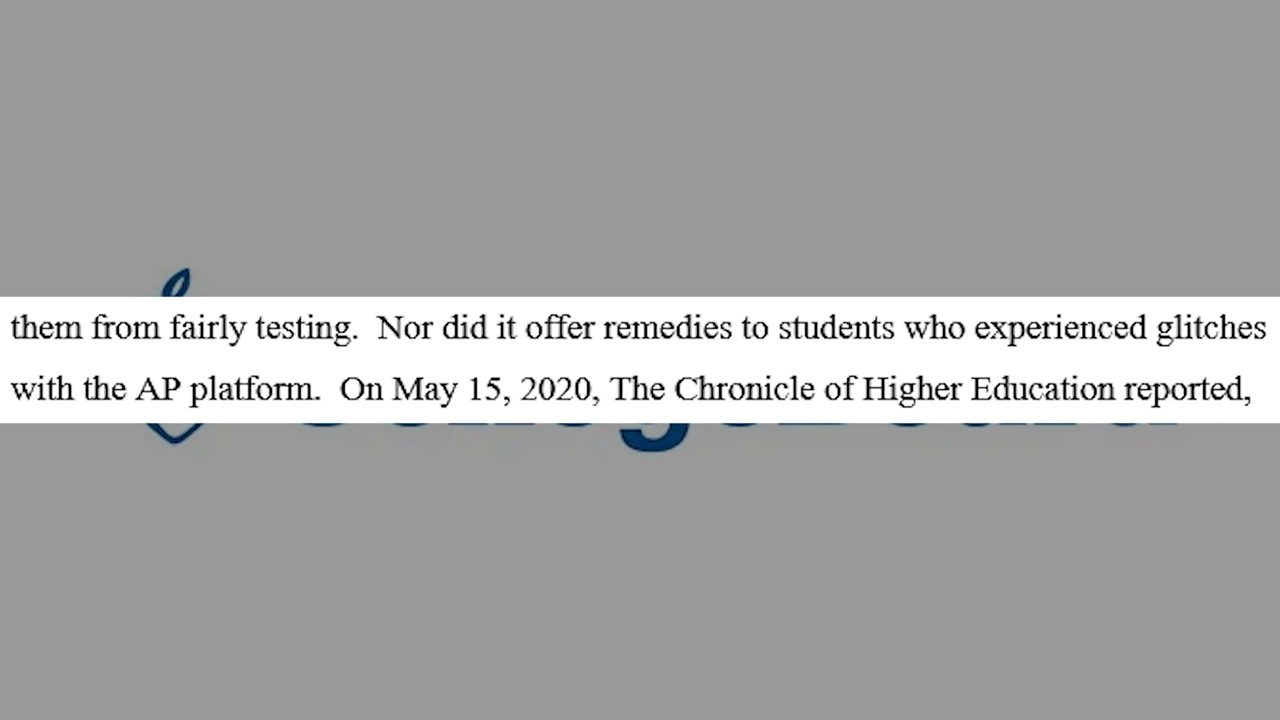 them from fairly testing. Nor did it offer remedies to students who experienced glitches
with the AP platform. On May 15, 2020, The Chronicle of Higher Education reported,